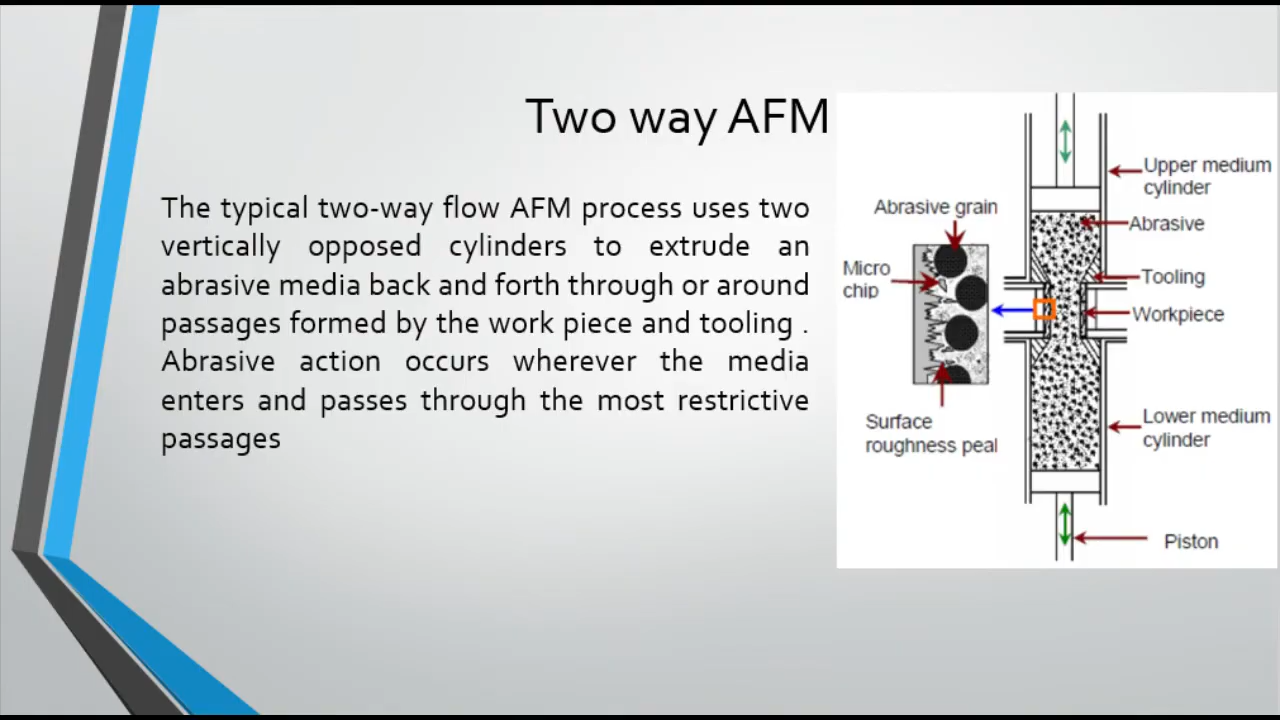 Two way AFM
The typical two-way flow AFM process uses two
vertically opposed cylinders to extrude an
abrasive media back and forth through or around
passages formed by the work piece and tooling .
Abrasive action occurs wherever the media
enters and passes through the most restrictive
passages
Upper medium
cylinder
Abrasive grain
Abrasive
Micro
chip
Tooling
Workpiece
Surface
roughness peal
Lower medium
cylinder
Piston